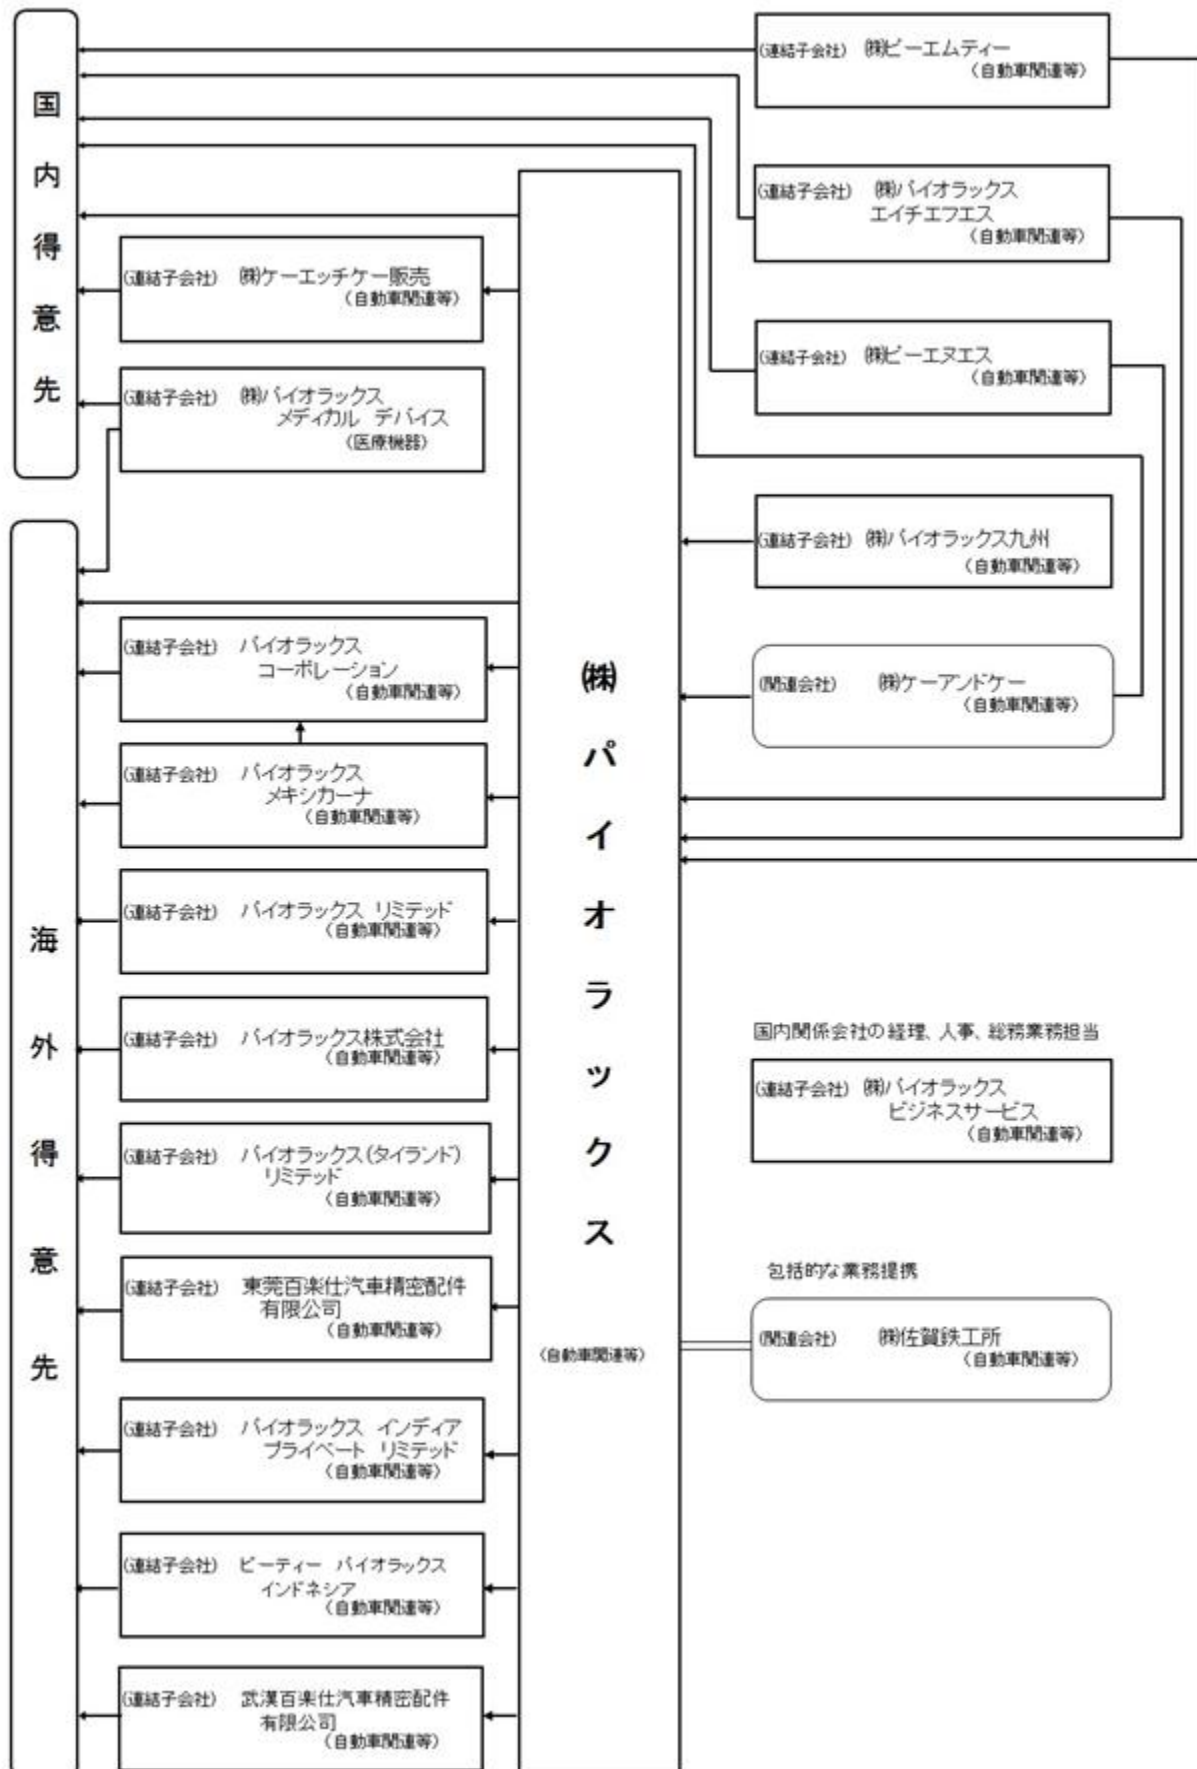 国内得意先
(連結子会社) ㈱ピーエムティー
(自動車関連等)
(連結子会社) ㈱パイオラックス
エイチエフエス
(自動車関連等)
(連結子会社) ㈱ケーエッチケー販売
(自動車関連等)
(連結子会社) ㈱ピーエヌエス
(自動車関連等)
(連結子会社) ㈱パイオラックス
メディカル デバイス
(医療機器)
(連結子会社) ㈱パイオラックス九州
(自動車関連等)
海外得意先
㈱パイオラックス
(自動車関連等)
(連結子会社) パイオラックス
コーポレーション
(自動車関連等)
(関連会社) ㈱ケーアンドケー
(自動車関連等)
(連結子会社) パイオラックス
メキシカーナ
(自動車関連等)
(連結子会社) パイオラックス リミテッド
(自動車関連等)
(連結子会社) パイオラックス株式会社
(自動車関連等)
国内関係会社の経理、人事、総務業務担当
(連結子会社) ㈱パイオラックス
ビジネスサービス
(自動車関連等)
(連結子会社) パイオラックス(タイランド)
リミテッド
(自動車関連等)
(連結子会社) 東莞百楽仕汽車精密配件
有限公司
(自動車関連等)
包括的な業務提携
(関連会社) ㈱佐賀鉄工所
(自動車関連等)
(連結子会社) パイオラックス インディア
プライベート リミテッド
(自動車関連等)
(連結子会社) ピーティー パイオラックス
インドネシア
(自動車関連等)
(連結子会社) 武漢百楽仕汽車精密配件
有限公司
(自動車関連等)